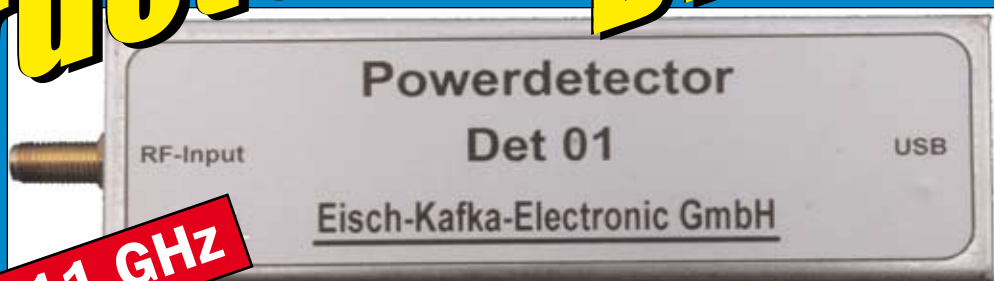 Powerdetector
RF-Input
Det 01
USB
Eisch-Kafka-Electronic GmbH
GHz